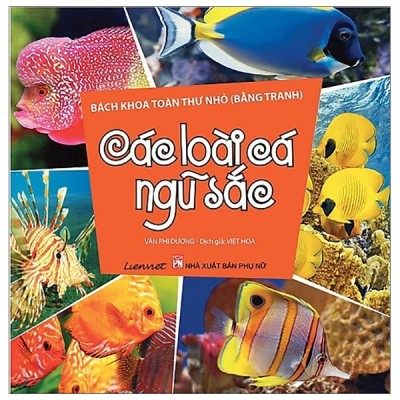 BÁCH KHOA TOÀN THƯ NHỎ (BẰNG TRANH)
Các loài cá
ngũ sắc
VĂN PHI DƯƠNG - Dịch giả: VIỆT HOA
Lienviet PN NHÀ XUẤT BẢN PHỤ NỮ